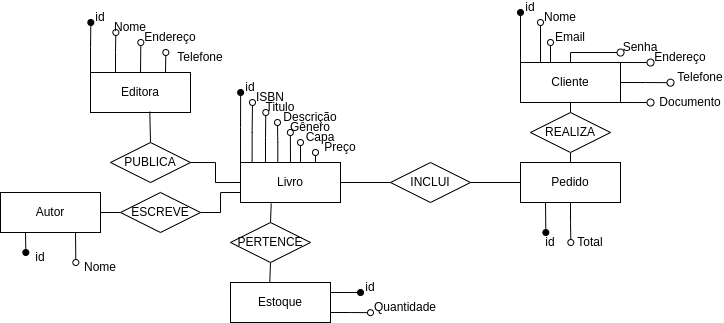 id
Nome
Endereço
Telefone
Editora
id
Nome
Email
Senha
Endereço
Telefone
Documento
Cliente
REALIZA
PUBLICA
id
ISBN
Titulo
Descrição
Gênero
Capa
Preço
Livro
INCLUI
Pedido
id
Total
Autor
ESCREVE
id
Nome
PERTENCE
Estoque
id
Quantidade